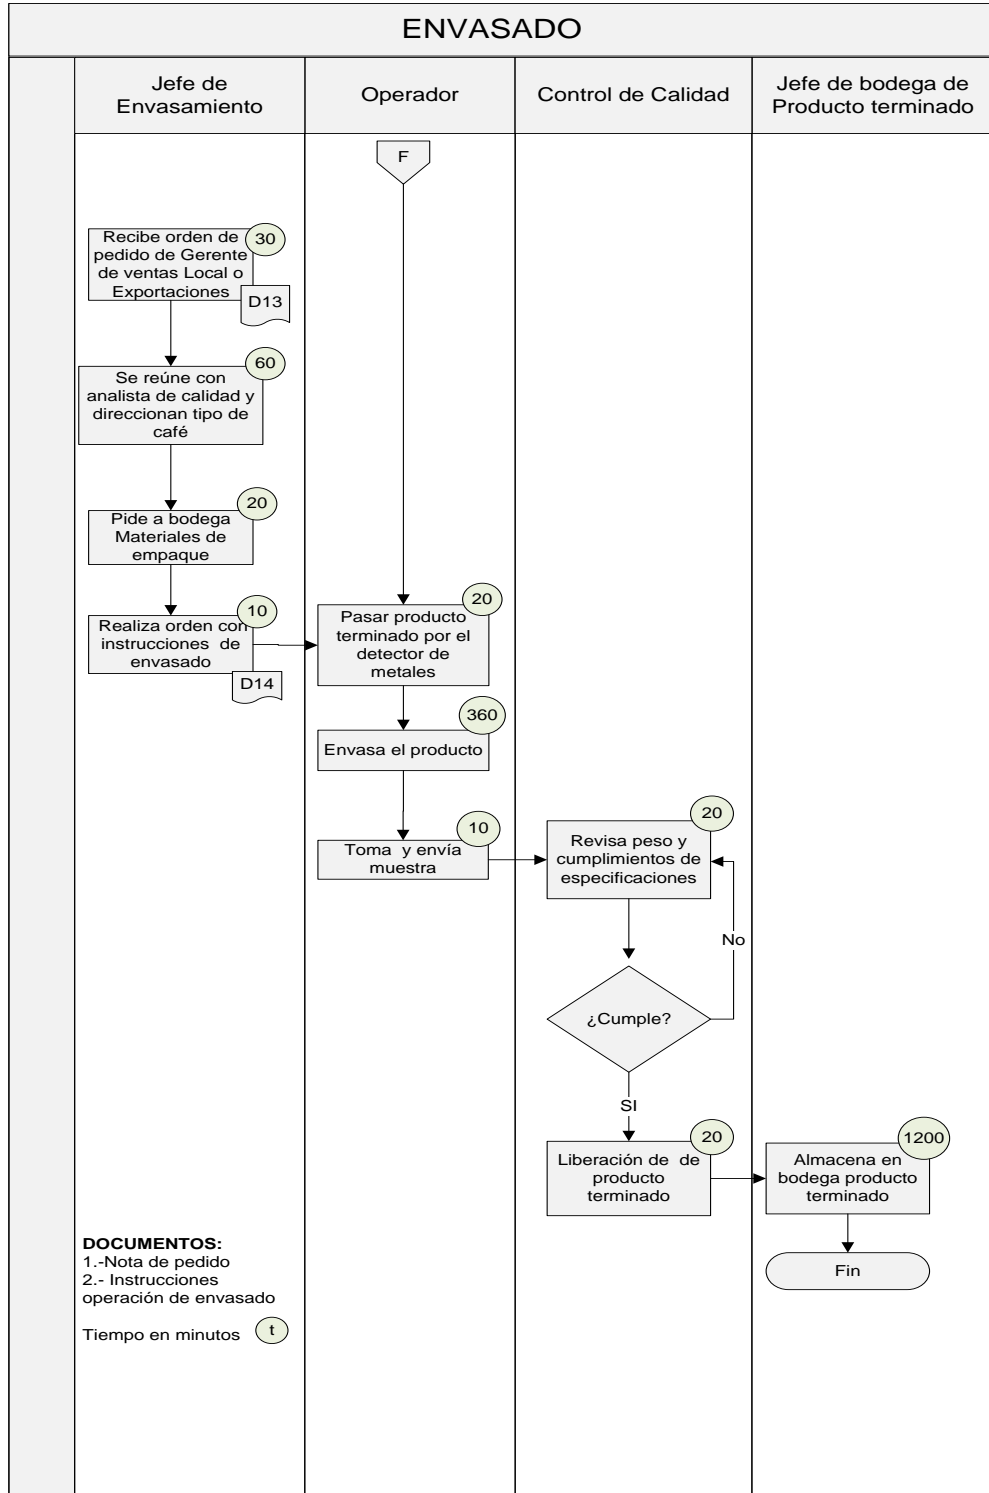 ENVASADO
Jefe de
Envasamiento
Operador
Control de Calidad
Jefe de bodega de
Producto terminado
F
Recibe orden de
pedido de Gerente
de ventas Local o
Exportaciones
30
D13
Se reúne con
analista de calidad y
direccionan tipo de
café
60
Pide a bodega
Materiales de
empaque
20
Realiza orden con
instrucciones de
envasado
10
D14
Pasar producto
terminado por el
detector de
metales
20
Envasa el producto
360
Toma y envía
muestra
10
Revisa peso y
cumplimientos de
especificaciones
20
No
¿Cumple?
SI
Liberación de de
producto
terminado
20
Almacena en
bodega producto
terminado
1200
Fin
DOCUMENTOS:
1.-Nota de pedido
2.- Instrucciones
operación de envasado
Tiempo en minutos t